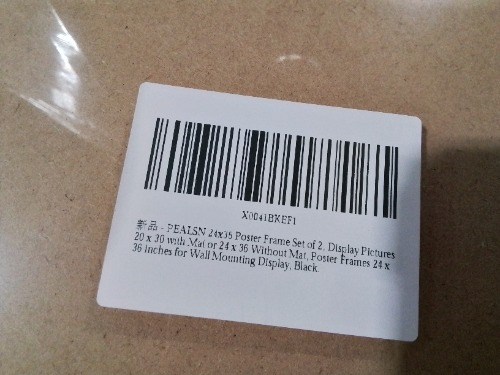 X0041BKEF1
新品 - PEALSN 24x35 Poster Frame Set of 2, Display Pictures
20 x 30 with Mat or 24 x 36 Without Mat, Poster Frames 24 x
36 Inches for Wall Mounting Display, Black